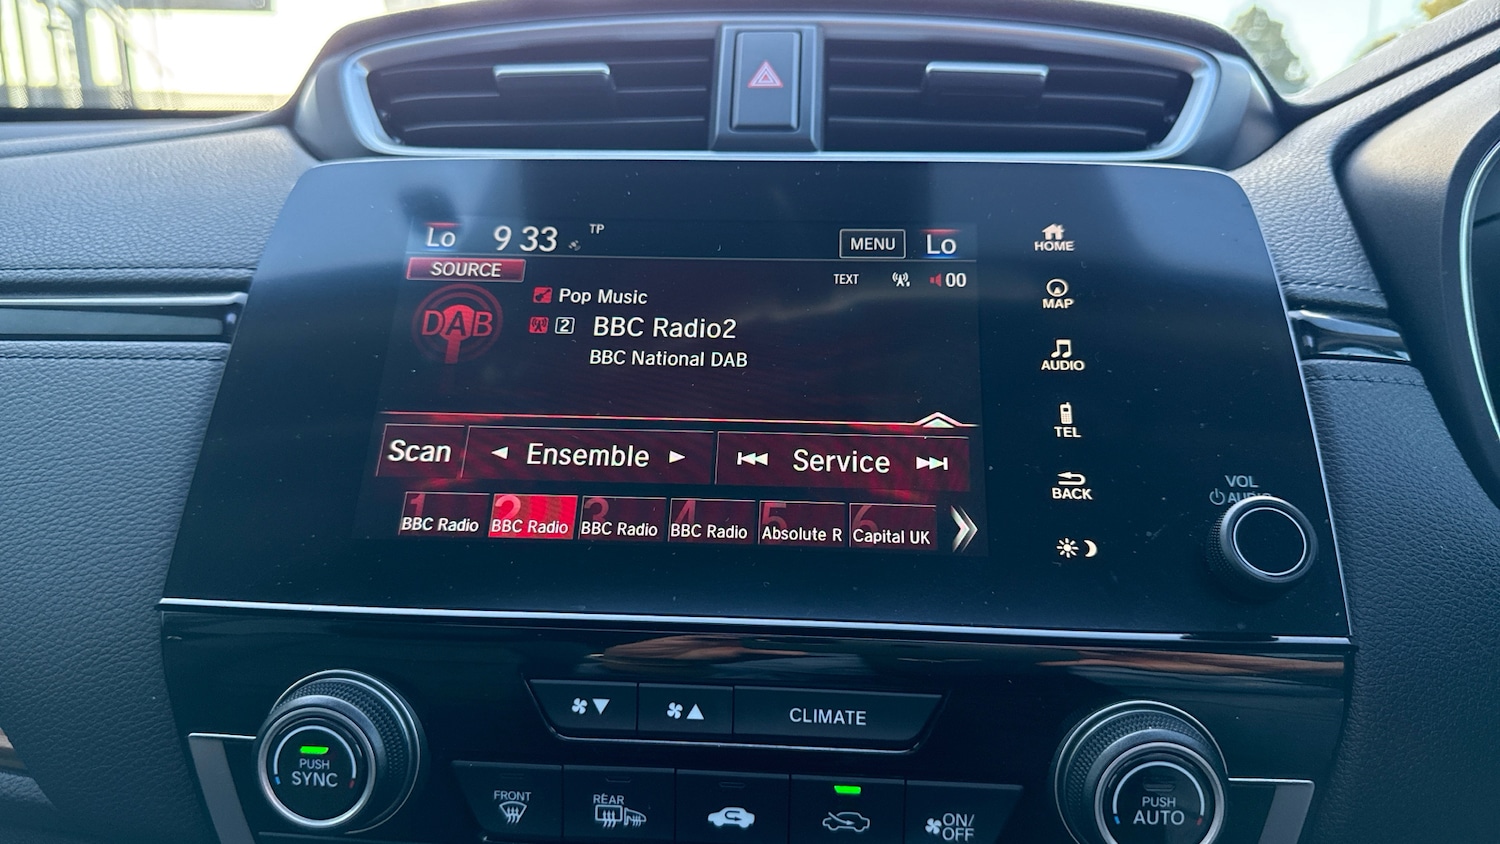 Lo 9 33 TP MENU Lo
HOME
SOURCE
TEXT 00
MAP
Pop Music
DAB
2 BBC Radio2
BBC National DAB
AUDIO
TEL
Scan Ensemble Service
BACK
VOL
AUDIO
1 BBC Radio 2 BBC Radio 3 BBC Radio 4 BBC Radio 5 Absolute R 6 Capital UK
CLIMATE
PUSH
SYNC
FRONT
REAR
ON/
OFF
PUSH
AUTO